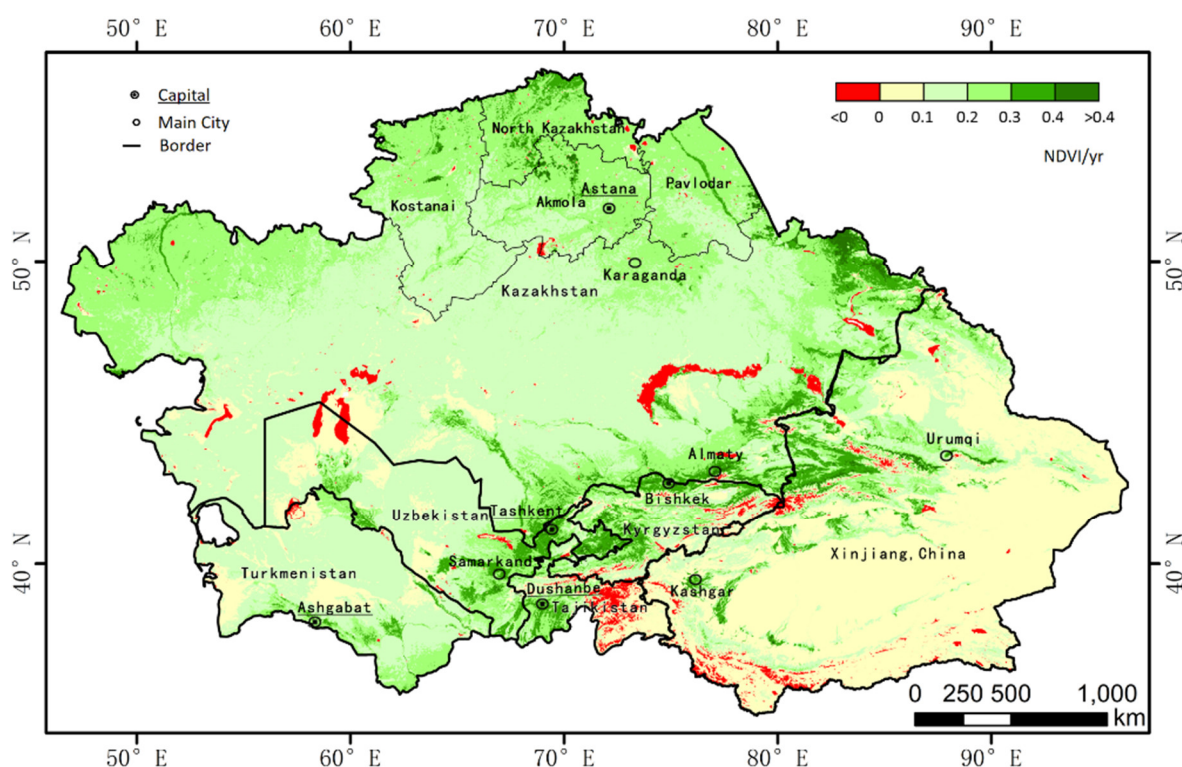 50° E 60° E 70° E 80° E 90° E
Capital
Main City
Border
<0 0 0.1 0.2 0.3 0.4 >0.4
NDVI/yr
North Kazakhstan
Pavlodar
Astana
Kostanai
Akmola
50° N
50° N
Karaganda
Kazakhstan
Almaty
Urumqi
Bishkek
Tashkent
Uzbekistan
Kyrgyzstan
Xinjiang,China
40° N
40° N
Samarkand
Turkmenistan
Dushanbe
Kashgar
Tajikistan
Ashgabat
0 250 500 1,000
km
50° E 60° E 70° E 80° E 90° E